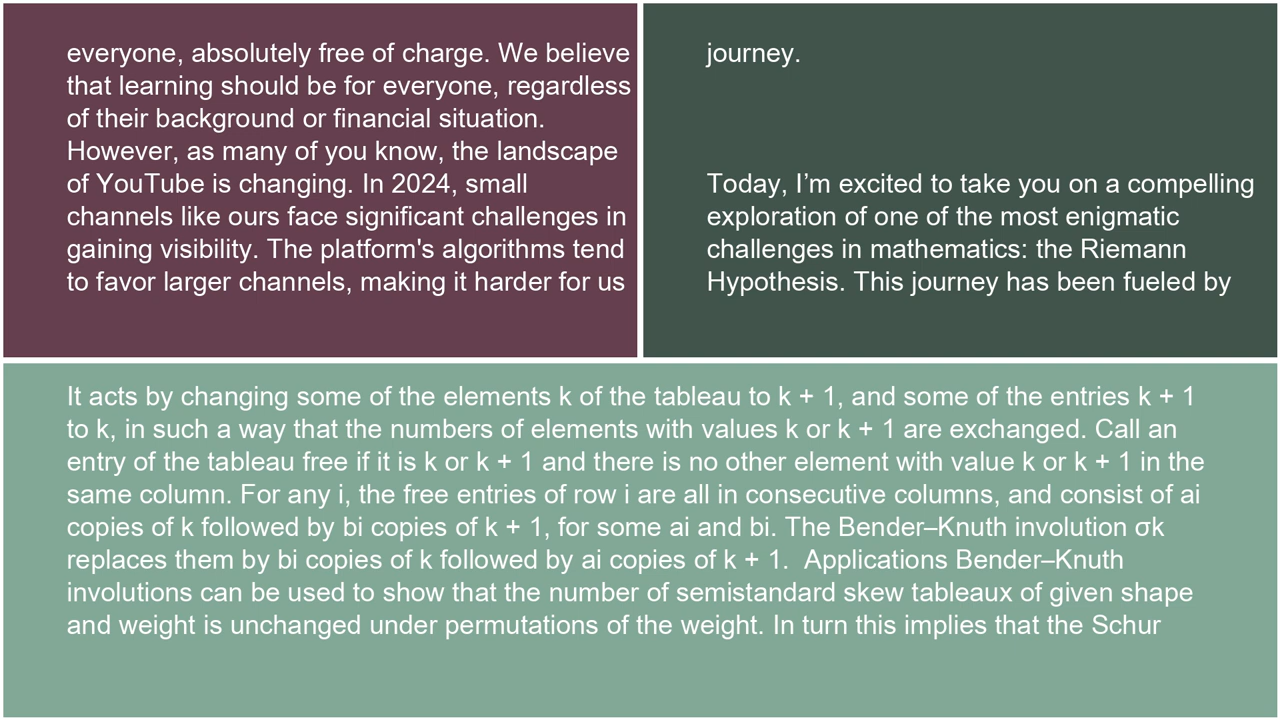 everyone, absolutely free of charge. We believe
that learning should be for everyone, regardless
of their background or financial situation.
However, as many of you know, the landscape
of YouTube is changing. In 2024, small
channels like ours face significant challenges in
gaining visibility. The platform's algorithms tend
to favor larger channels, making it harder for us
journey.
Today, I’m excited to take you on a compelling
exploration of one of the most enigmatic
challenges in mathematics: the Riemann
Hypothesis. This journey has been fueled by
It acts by changing some of the elements k of the tableau to k + 1, and some of the entries k + 1
to k, in such a way that the numbers of elements with values k or k + 1 are exchanged. Call an
entry of the tableau free if it is k or k + 1 and there is no other element with value k or k + 1 in the
same column. For any i, the free entries of row i are all in consecutive columns, and consist of ai
copies of k followed by bi copies of k + 1, for some ai and bi. The Bender–Knuth involution σk
replaces them by bi copies of k followed by ai copies of k + 1.  Applications Bender–Knuth
involutions can be used to show that the number of semistandard skew tableaux of given shape
and weight is unchanged under permutations of the weight. In turn this implies that the Schur